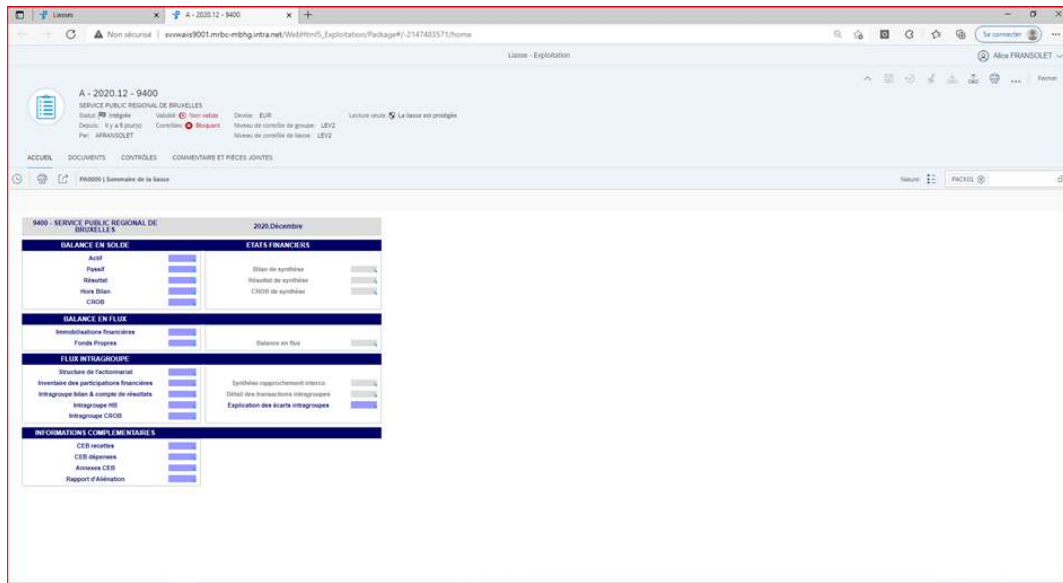 Liasses
A - 2020.12 - 9400
Non sécurisé | svvwaiis9001.mrbc-mbhg.intra.net/WebHtml5_Exploitation/Package#/-2147483571/home
Se connecter
Liasse - Exploitation
Alice FRANSOLET
A - 2020.12 - 9400
Fermer
SERVICE PUBLIC REGIONAL DE BRUXELLES
Statut: Intégrée Validité: Non valide Devise: EUR Lecture seule: La liasse est protégée
Depuis: Il y a 5 jour(s) Contrôles: Bloquant Niveau de contrôle de groupe: LEV2
Par: AFRANSOLET Niveau de contrôle de liasse: LEV2
ACCUEIL DOCUMENTS CONTRÔLES COMMENTAIRE ET PIÈCES JOINTES
PA0000 | Sommaire de la liasse Nature: PACK01
9400 - SERVICE PUBLIC REGIONAL DE
BRUXELLES
2020.Décembre
BALANCE EN SOLDE ETATS FINANCIERS
Actif
Passif Bilan de synthèse
Résultat Résultat de synthèse
Hors Bilan CROB de synthèse
CROB
BALANCE EN FLUX
Immobilisations financières
Fonds Propres Balance en flux
FLUX INTRAGROUPE
Structure de l'actionnariat
Inventaire des participations financières Synthèse rapprochement interco
Intragroupe bilan & compte de résultats Détail des transactions intragroupes
Intragroupe HB Explication des écarts intragroupes
Intragroupe CROB
INFORMATIONS COMPLEMENTAIRES
CEB recettes
CEB dépenses
Annexes CEB
Rapport d'Aliénation